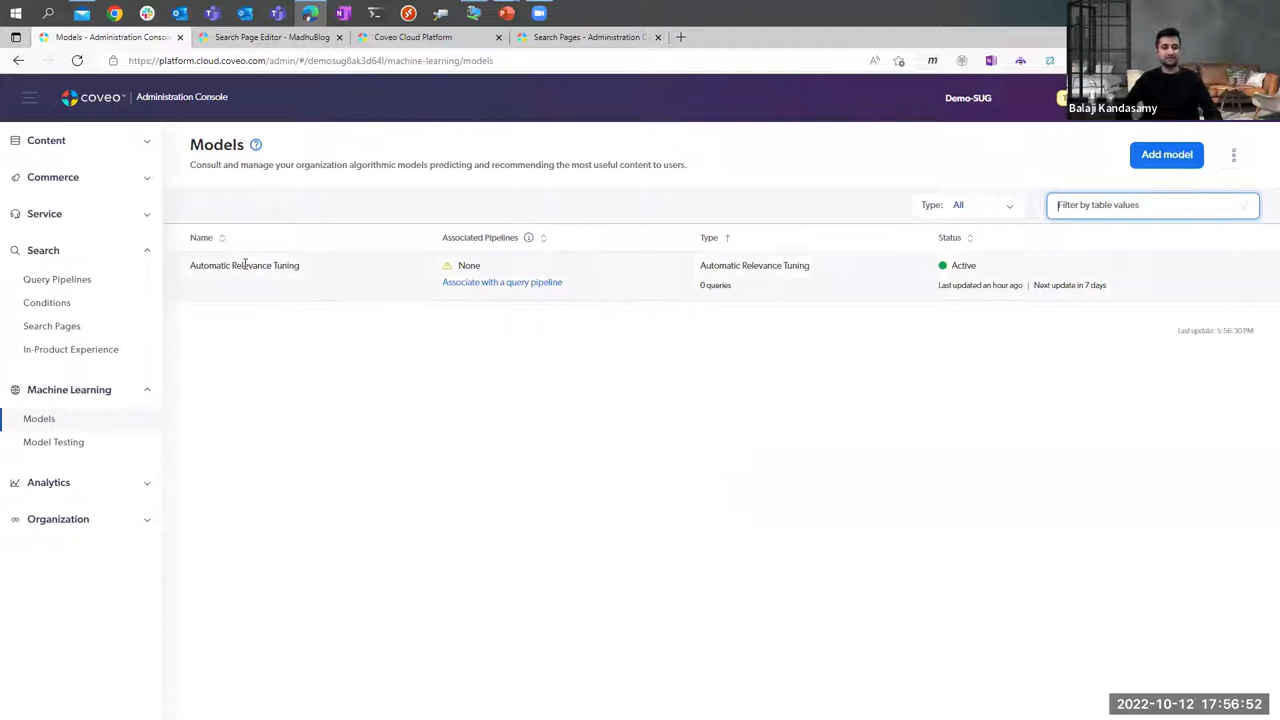 Models - Administration Consol
Search Page Editor - MadhuBlog
Coveo Cloud Platform
Search Pages - Administration C
https://platform.cloud.coveo.com/admin/#/demosug8ak3d64l/machine-learning/models
coveo™ Administration Console
Demo-SUG
Balaji Kandasamy
Content
Commerce
Service
Search
Query Pipelines
Conditions
Search Pages
In-Product Experience
Machine Learning
Models
Model Testing
Analytics
Organization
Models
Consult and manage your organization algorithmic models predicting and recommending the most useful content to users.
Add model
Type: All
Filter by table values
Name Associated Pipelines Type Status
Automatic Relevance Tuning None Automatic Relevance Tuning Active
Associate with a query pipeline 0 queries Last updated an hour ago | Next update in 7 days
Last update: 5:56:30 PM
2022-10-12 17:56:52